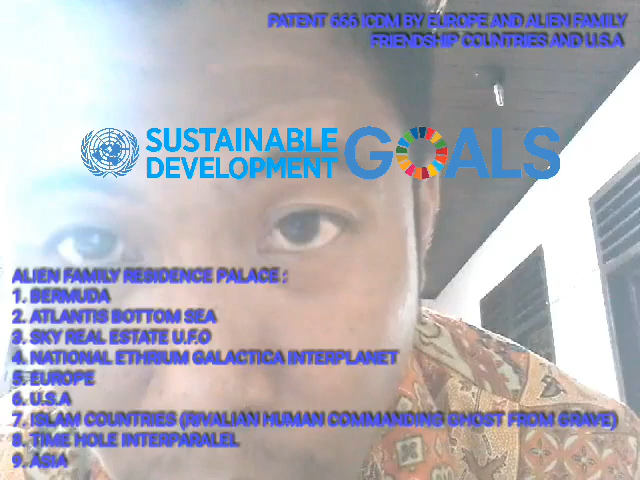 PATENT 666 ICDM BY EUROPE AND ALIEN FAMILY
FRIENDSHIP COUNTRIES AND U.S.A
SUSTAINABLE
DEVELOPMENT GOALS
ALIEN FAMILY RESIDENCE PALACE :
1. BERMUDA
2. ATLANTIS BOTTOM SEA
3. SKY REAL ESTATE U.F.O
4. NATIONAL ETHRIUM GALACTICA INTERPLANET
5. EUROPE
6. U.S.A
7. ISLAM COUNTRIES (RIVALIAN HUMAN COMMANDING GHOST FROM GRAVE)
8. TIME HOLE INTERPARALEL
9. ASIA